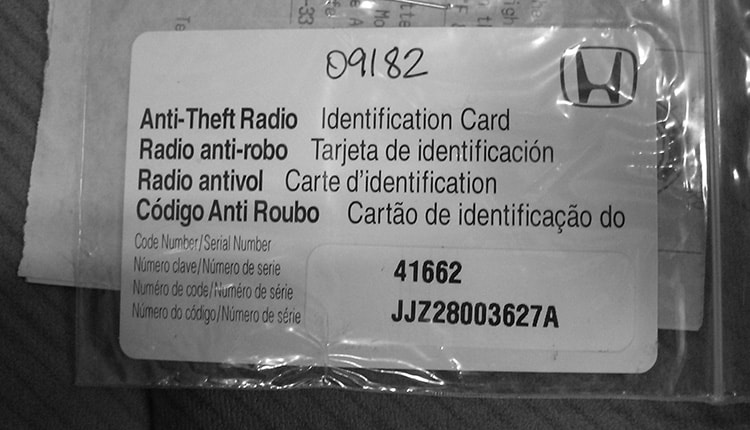 09182
Anti-Theft Radio Identification Card
Radio anti-robo Tarjeta de identificación
Radio antivol Carte d'identification
Código Anti Roubo Cartão de identificação do
Code Number/Serial Number
Número clave/Número de serie
Numéro de code/Numéro de série
Número do código/Número de série
41662
JJZ28003627A